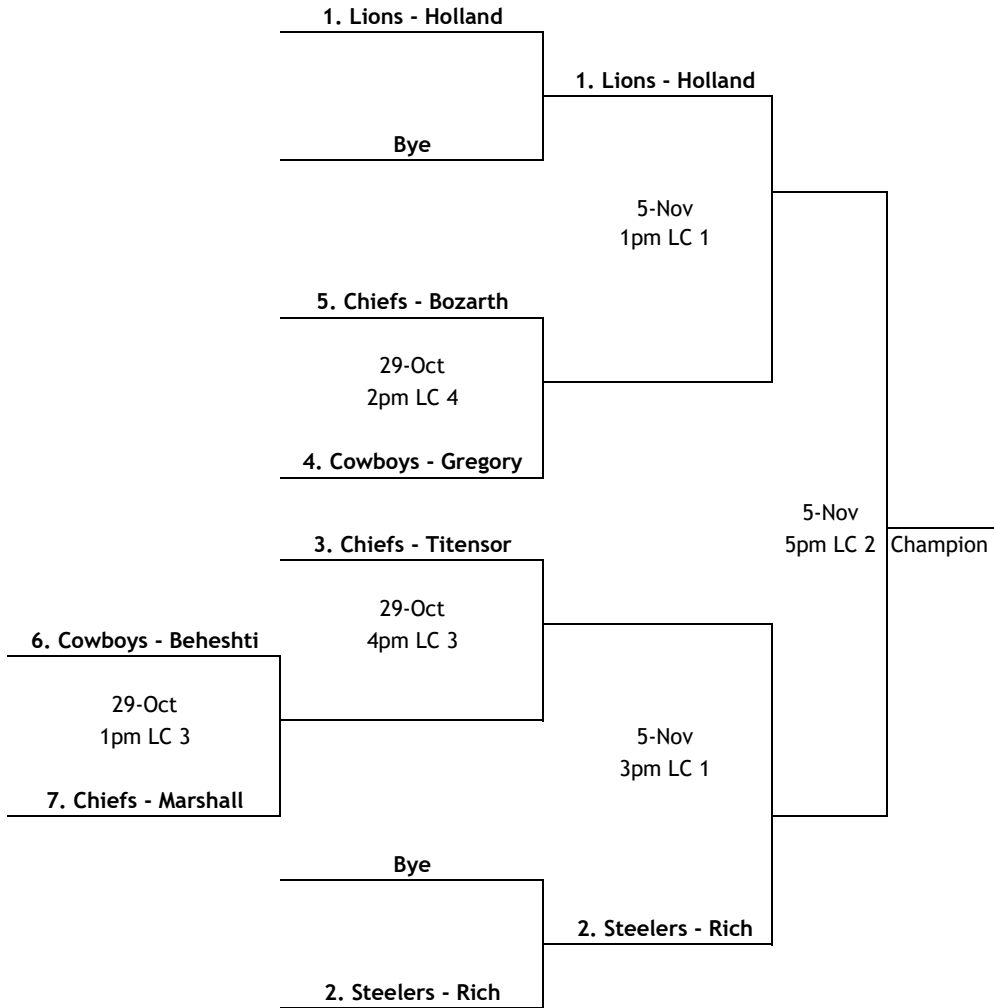 1. Lions - Holland
1. Lions - Holland
Bye
5-Nov
1pm LC 1
5. Chiefs - Bozarth
29-Oct
2pm LC 4
4. Cowboys - Gregory
5-Nov
5pm LC 2
Champion
3. Chiefs - Titensor
29-Oct
4pm LC 3
6. Cowboys - Beheshti
29-Oct
1pm LC 3
5-Nov
3pm LC 1
7. Chiefs - Marshall
Bye
2. Steelers - Rich
2. Steelers - Rich